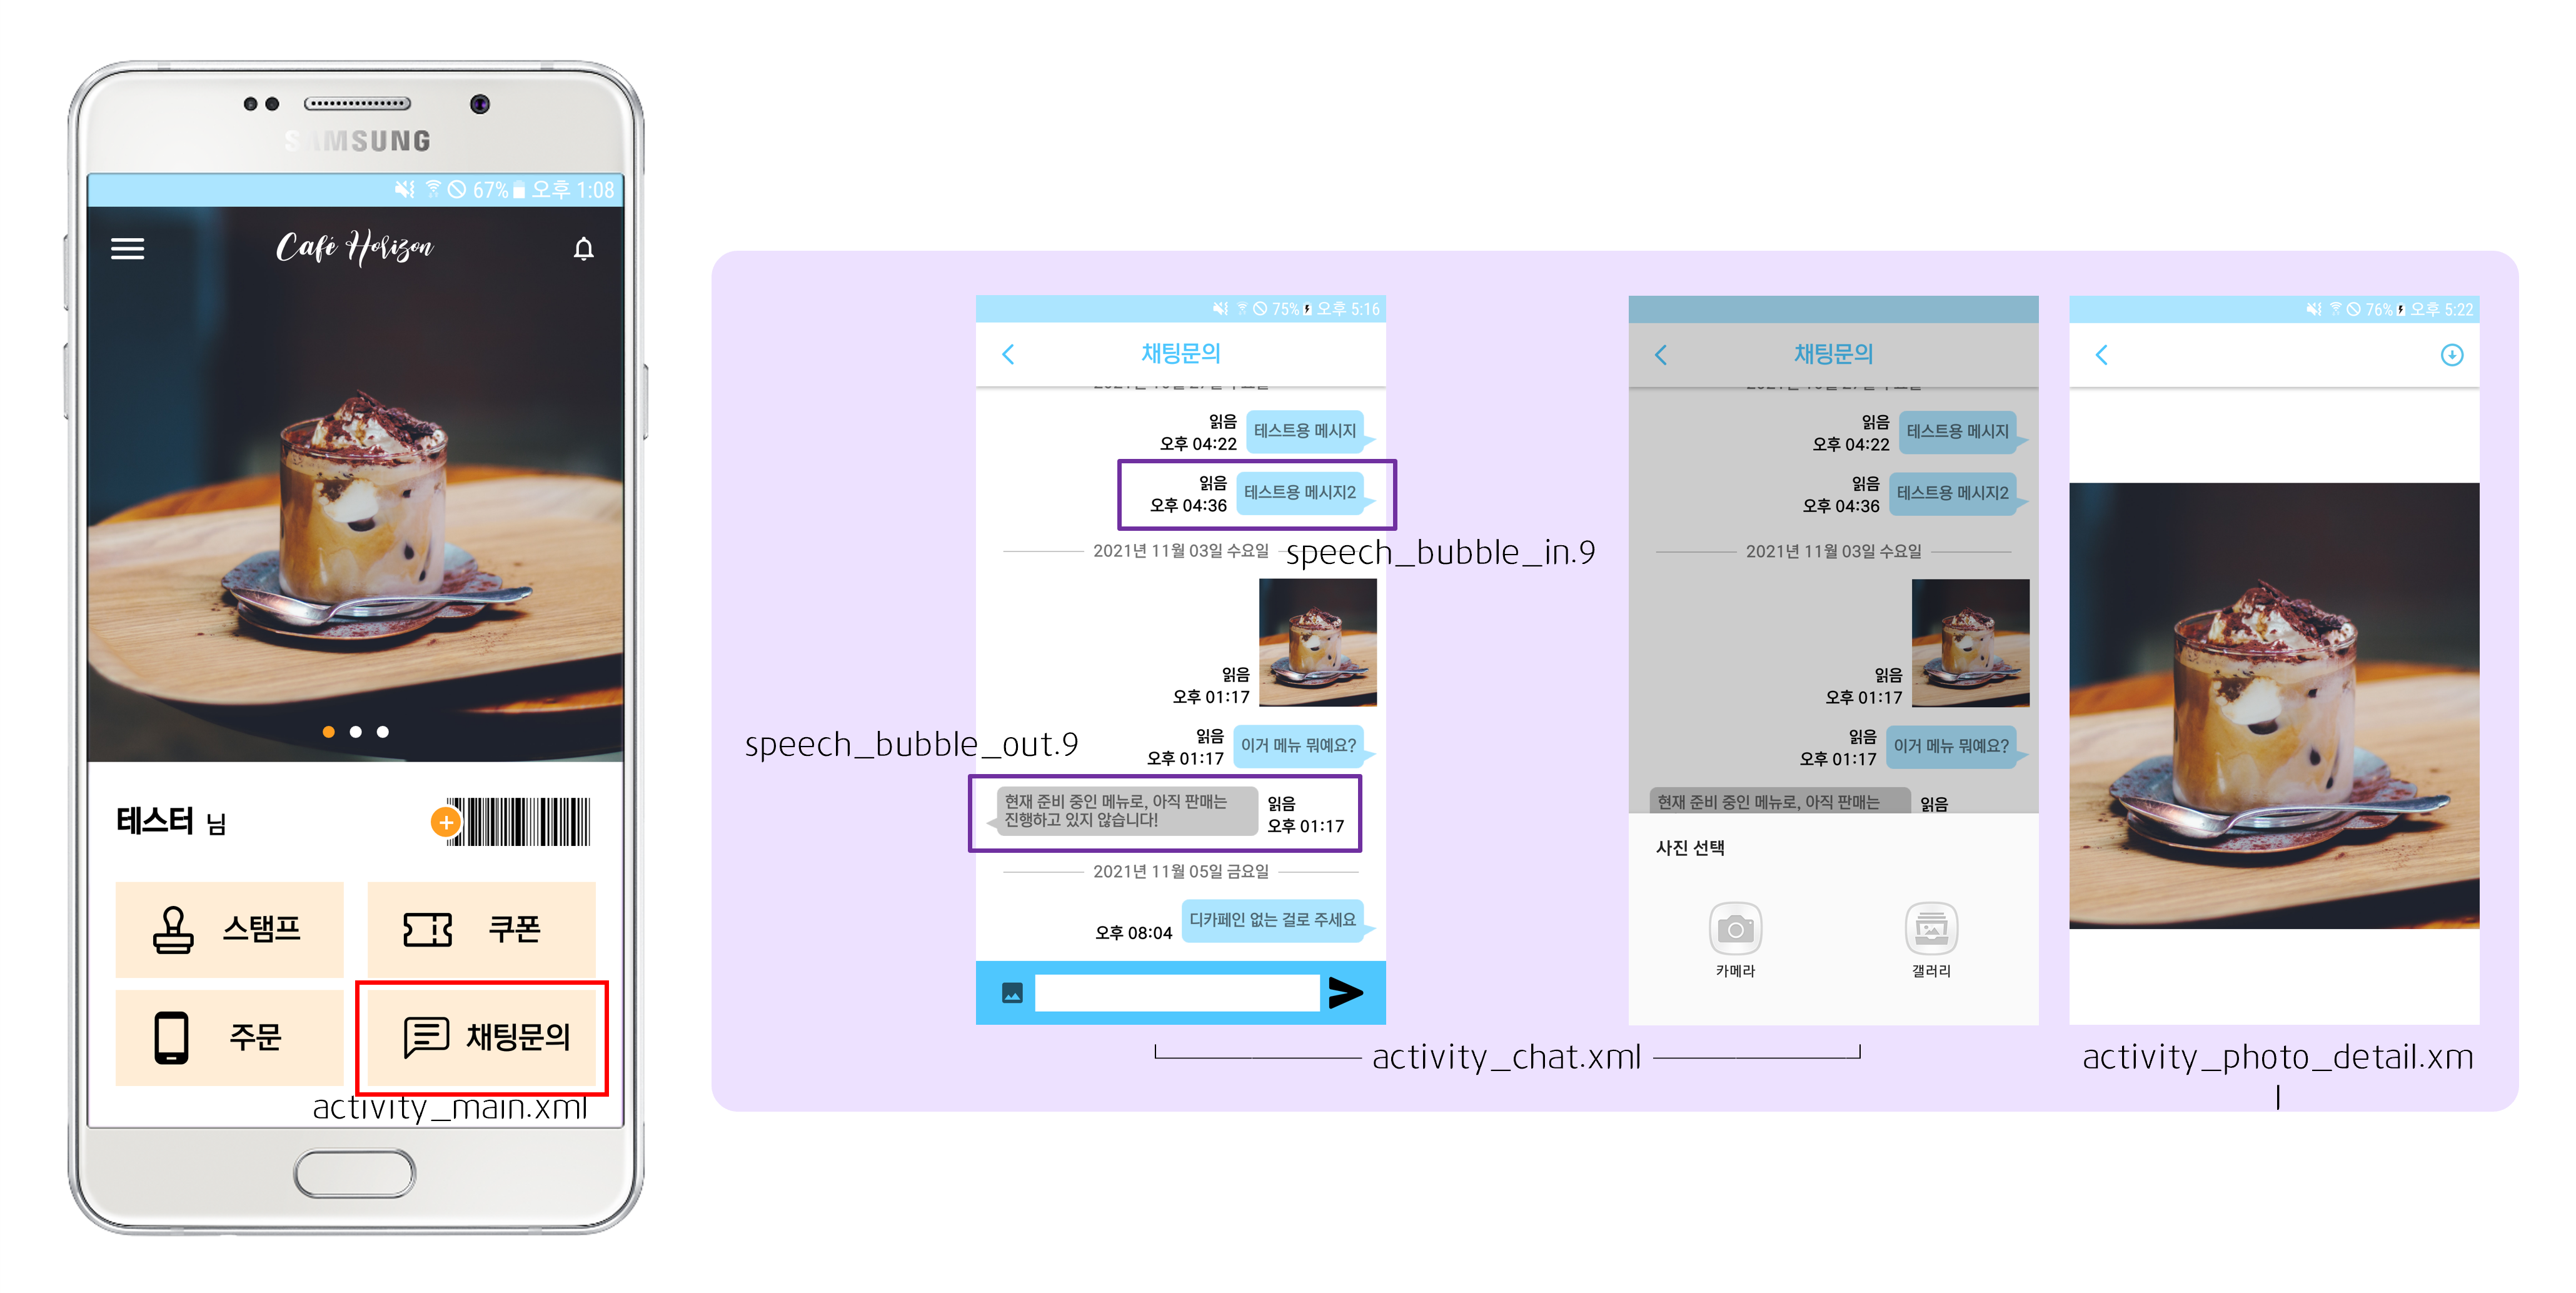 SAMSUNG
67% 오후 1:08
Café Horizon
테스터 님
스탬프
쿠폰
주문
채팅문의
activity_main.xml
75% 오후 5:16
채팅문의
읽음
오후 04:22
테스트용 메시지
읽음
오후 04:36
테스트용 메시지2
speech_bubble_in.9
2021년 11월 03일 수요일
읽음
오후 01:17
speech_bubble_out.9
읽음
오후 01:17
이거 메뉴 뭐예요?
현재 준비 중인 메뉴로, 아직 판매는
진행하고 있지 않습니다!
읽음
오후 01:17
2021년 11월 05일 금요일
오후 08:04
디카페인 없는 걸로 주세요
채팅문의
읽음
오후 04:22
테스트용 메시지
읽음
오후 04:36
테스트용 메시지2
2021년 11월 03일 수요일
읽음
오후 01:17
읽음
오후 01:17
이거 메뉴 뭐예요?
현재 준비 중인 메뉴로, 아직 판매는
읽음
사진 선택
카메라
갤러리
activity_chat.xml
76% 오후 5:22
activity_photo_detail.xm
l